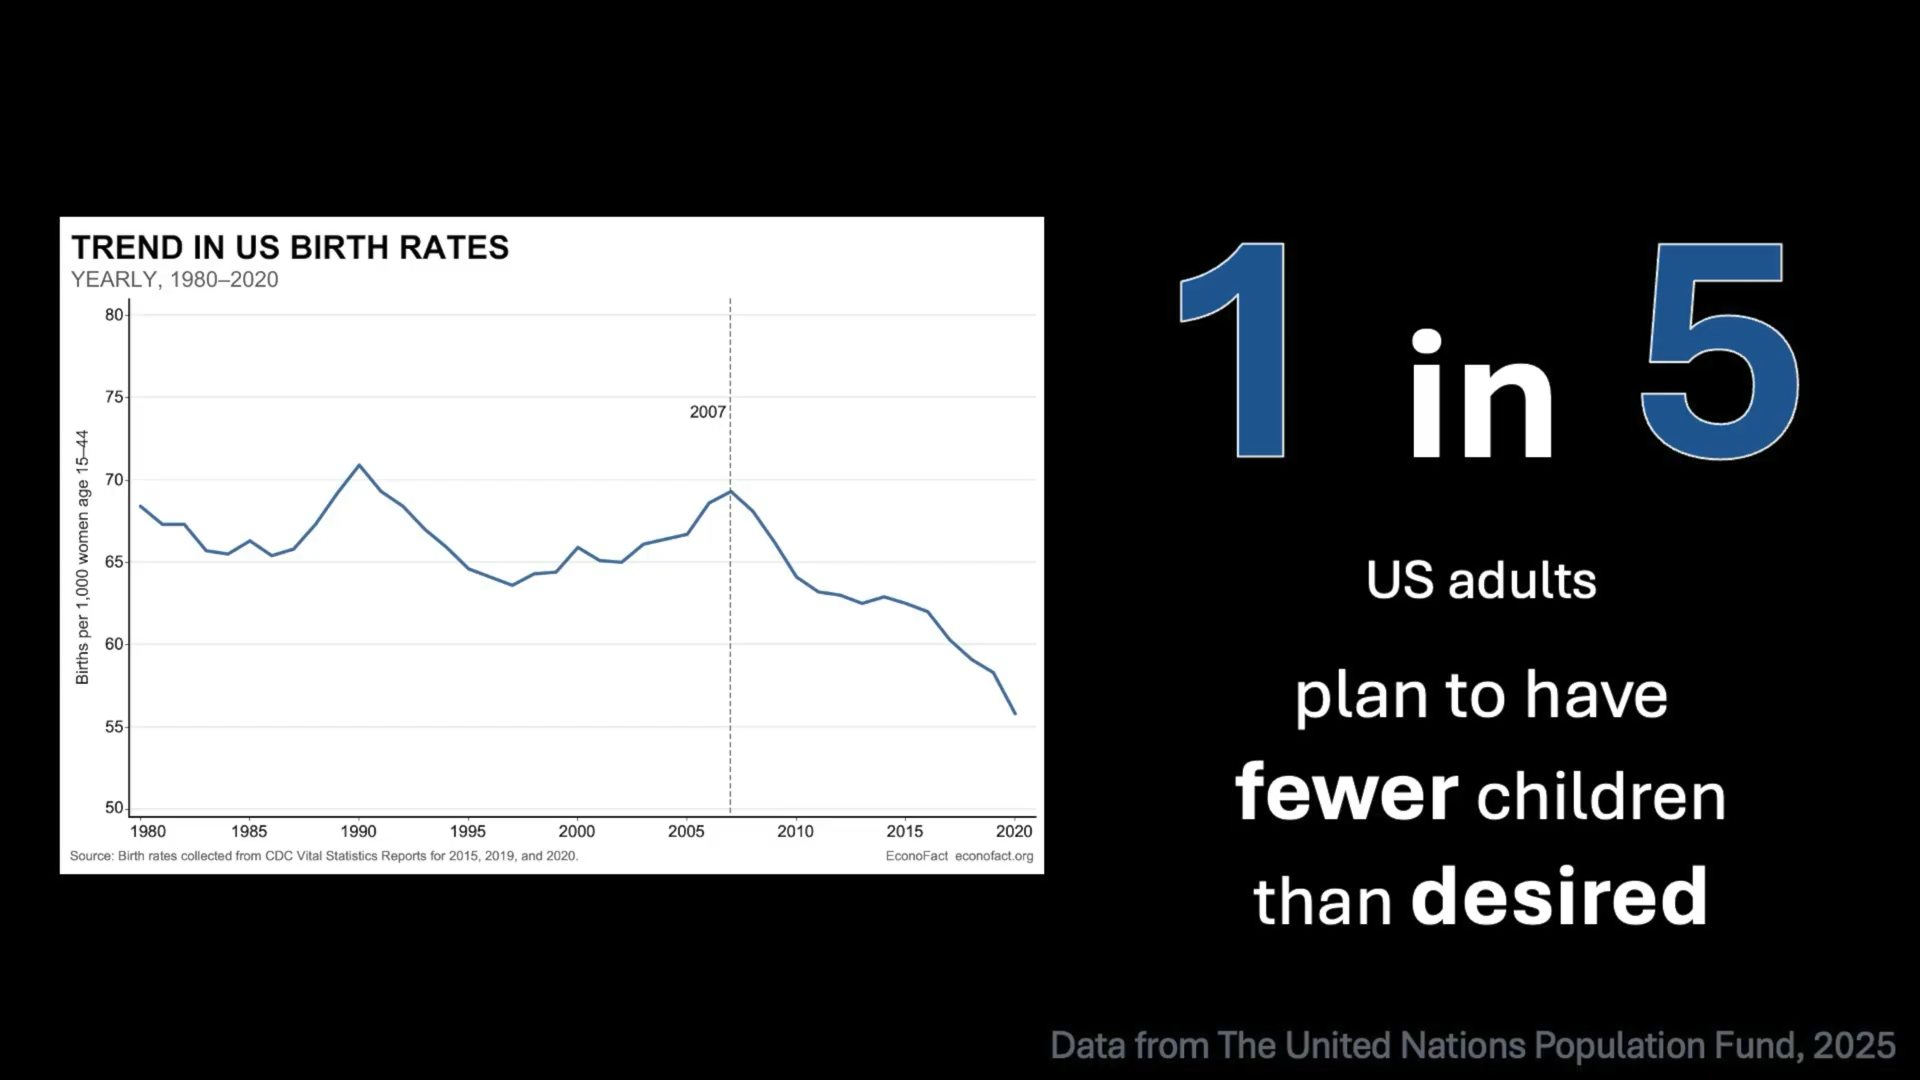 TREND IN US BIRTH RATES
YEARLY, 1980–2020
80
75
2007
70
65
60
55
50
Births per 1,000 women age 15–44
1980 1985 1990 1995 2000 2005 2010 2015 2020
Source: Birth rates collected from CDC Vital Statistics Reports for 2015, 2019, and 2020.
EconoFact econofact.org
1 in 5
US adults
plan to have
fewer children
than desired
Data from The United Nations Population Fund, 2025